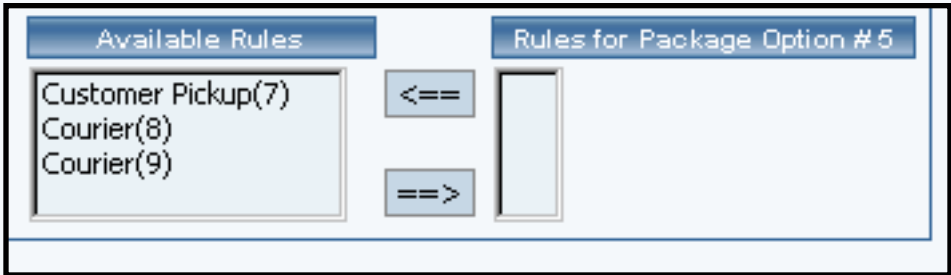 Available Rules
Rules for Package Option #5
Customer Pickup(7)
Courier(8)
Courier(9)
<==
==>